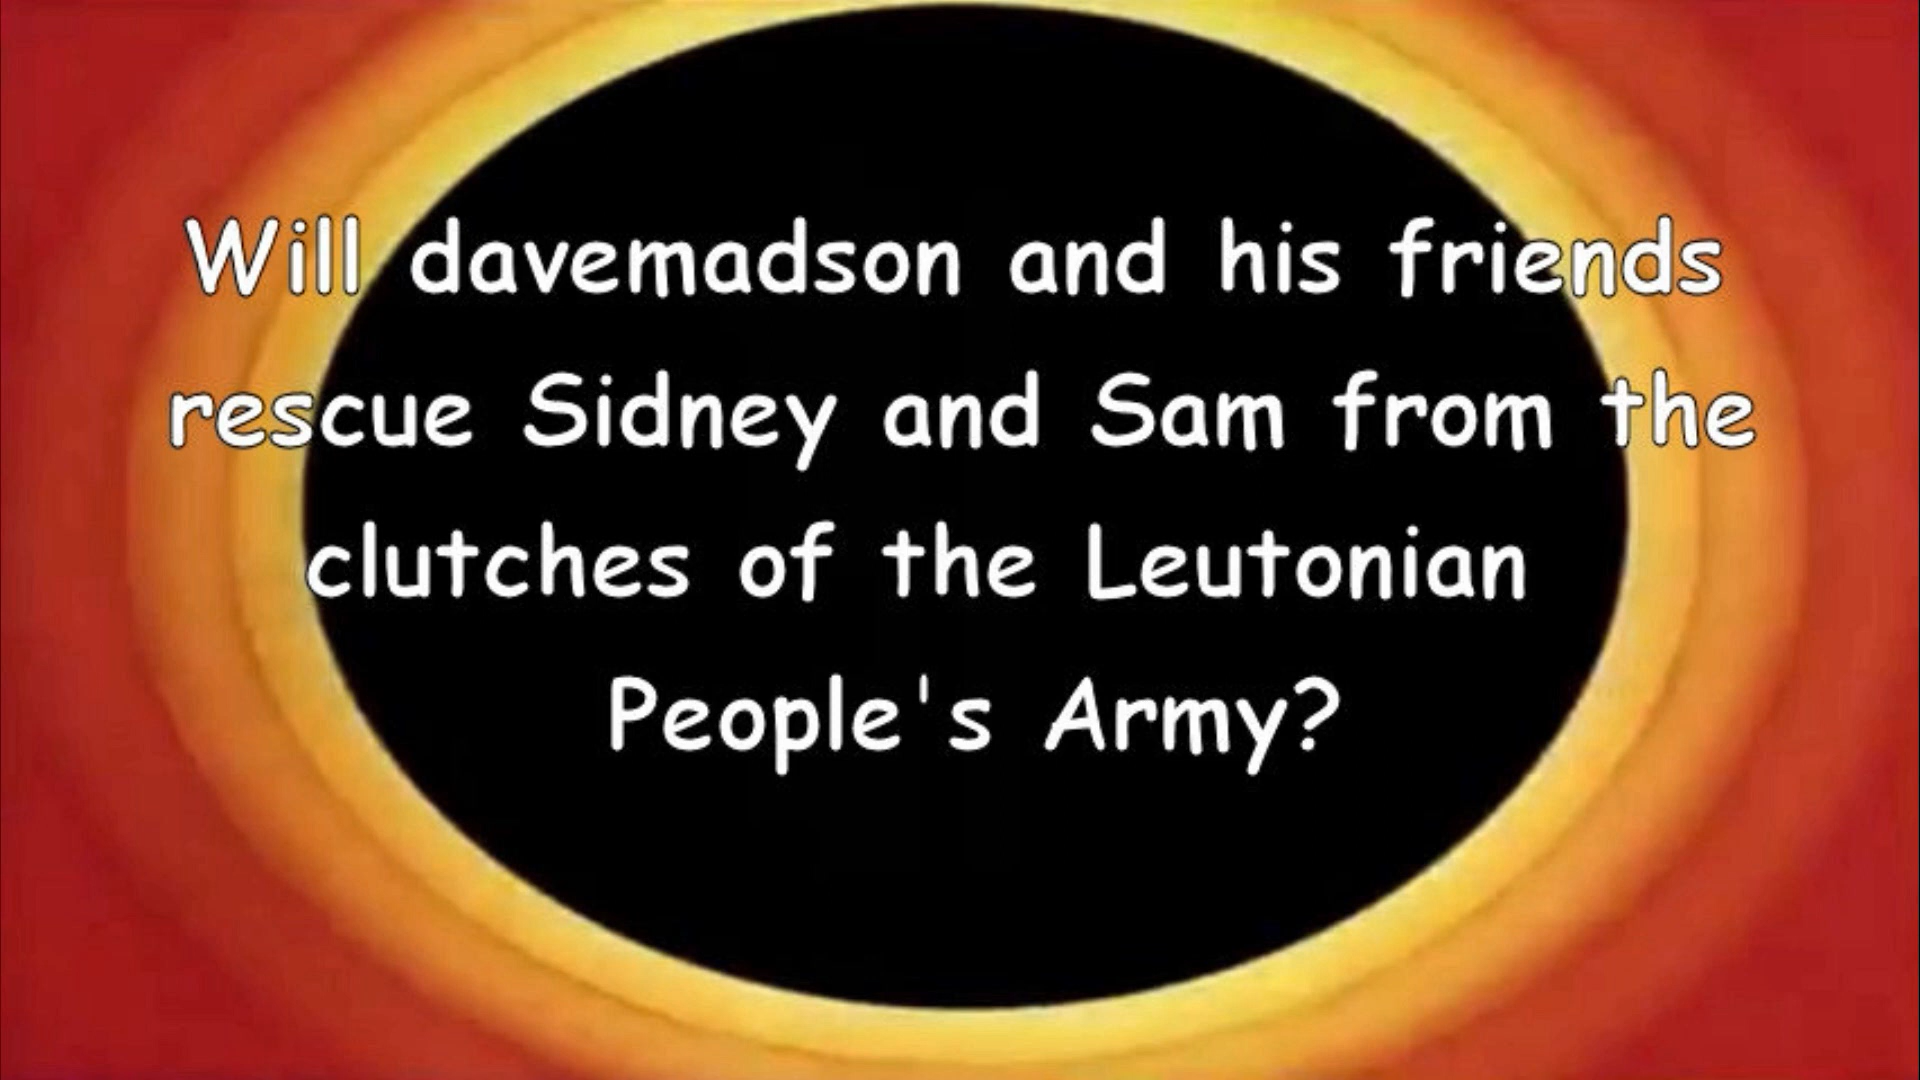 Will davemadson and his friends
rescue Sidney and Sam from the
clutches of the Leutonian
People's Army?